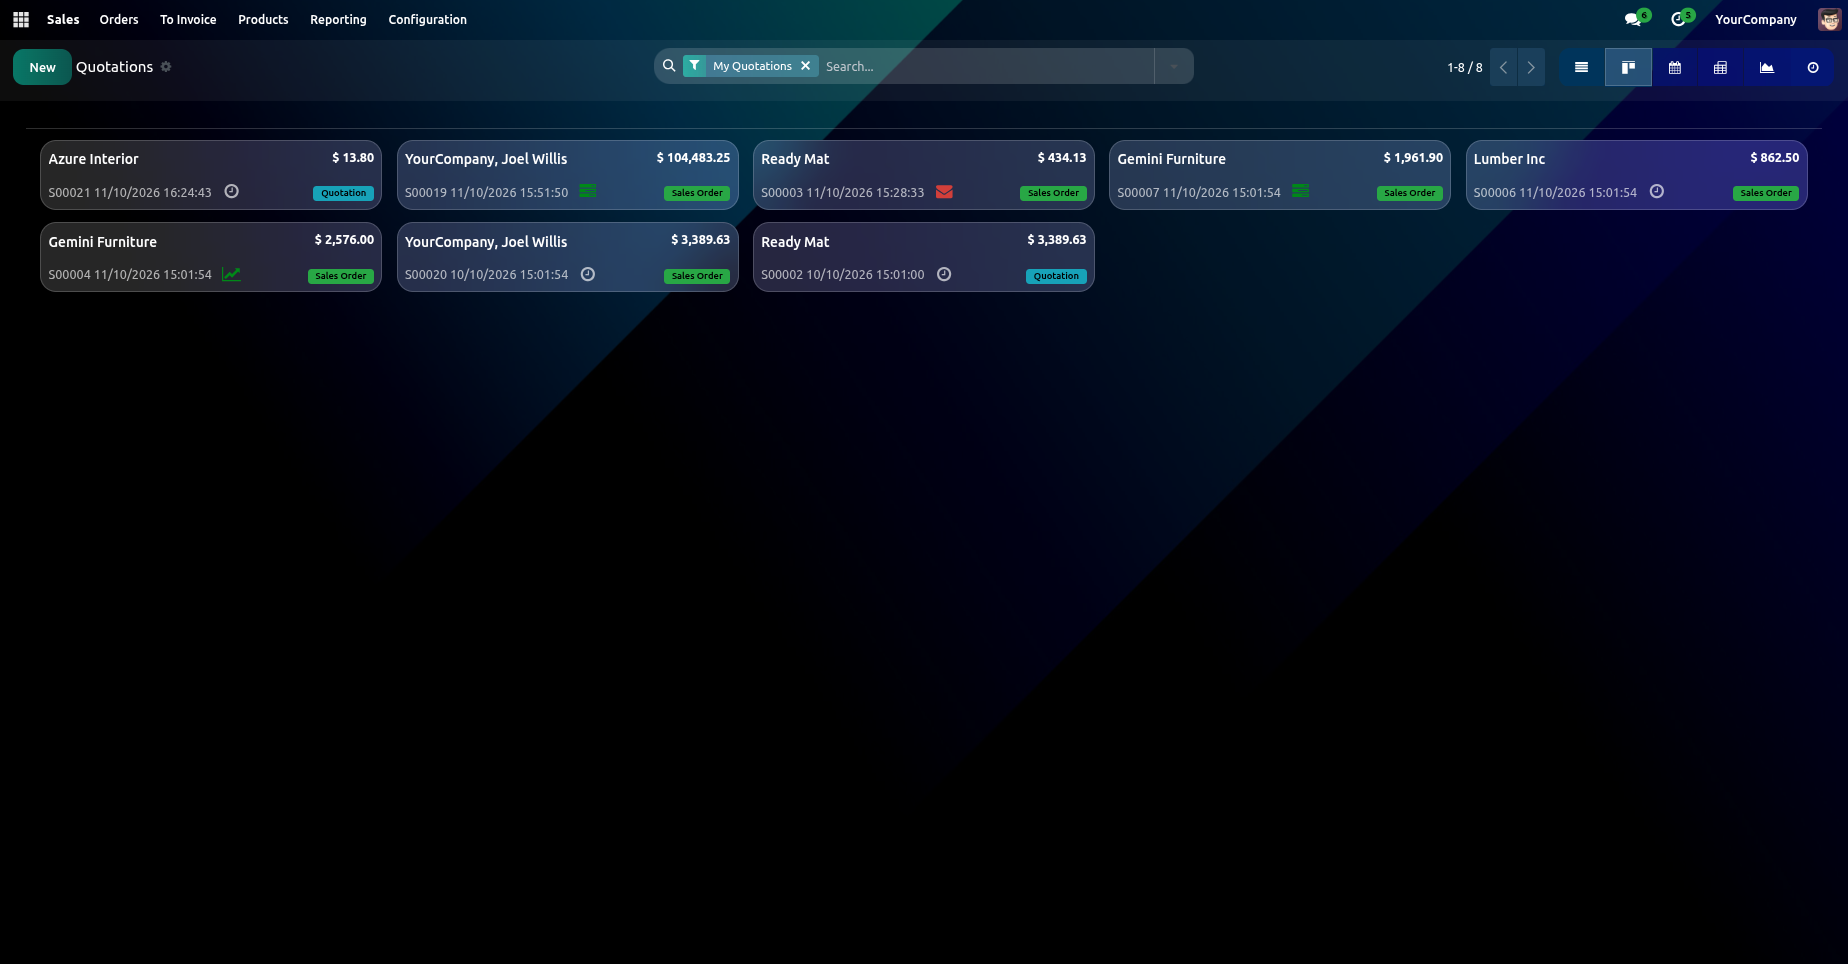 Sales Orders To Invoice Products Reporting Configuration 6 5 YourCompany
New Quotations My Quotations Search... 1-8 / 8
Azure Interior $ 13.80
S00021 11/10/2026 16:24:43 Quotation
YourCompany, Joel Willis $ 104,483.25
S00019 11/10/2026 15:51:50 Sales Order
Ready Mat $ 434.13
S00003 11/10/2026 15:28:33 Sales Order
Gemini Furniture $ 1,961.90
S00007 11/10/2026 15:01:54 Sales Order
Lumber Inc $ 862.50
S00006 11/10/2026 15:01:54 Sales Order
Gemini Furniture $ 2,576.00
S00004 11/10/2026 15:01:54 Sales Order
YourCompany, Joel Willis $ 3,389.63
S00020 10/10/2026 15:01:54 Sales Order
Ready Mat $ 3,389.63
S00002 10/10/2026 15:01:00 Quotation